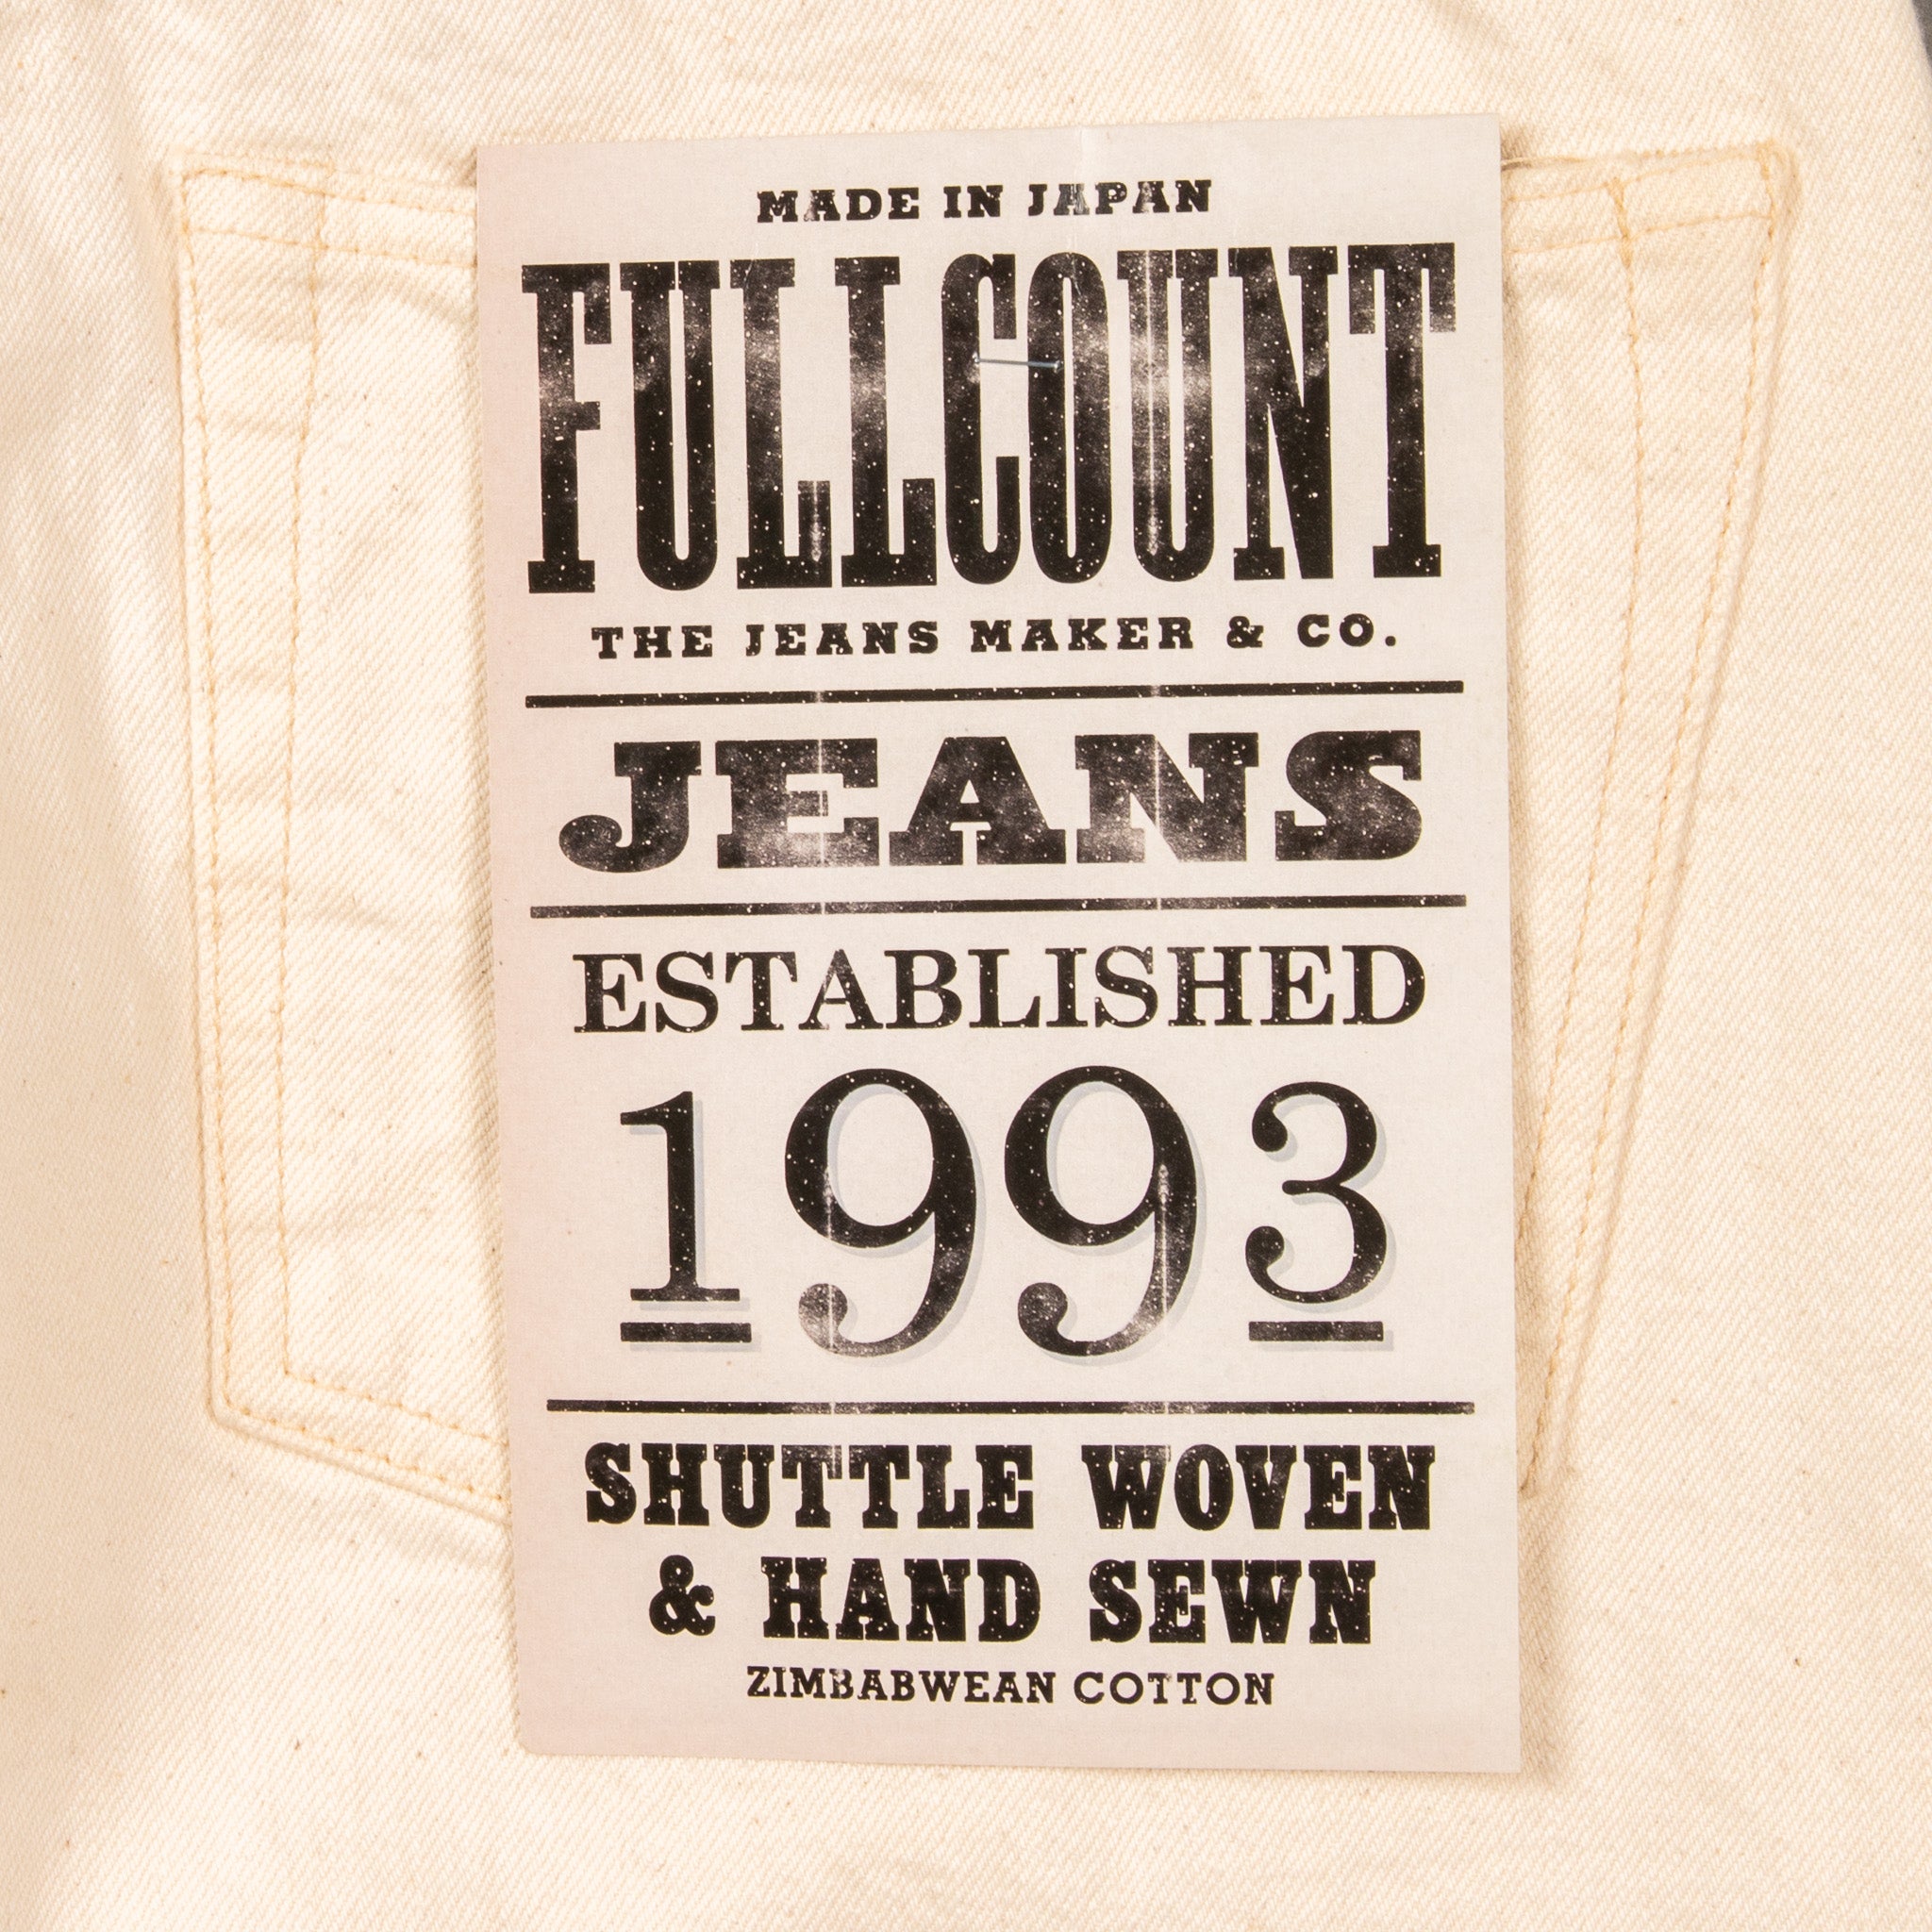 MADE IN JAPAN
FULLCOUNT
THE JEANS MAKER & CO.
JEANS
ESTABLISHED
1993
SHUTTLE WOVEN
& HAND SEWN
ZIMBABWEAN COTTON